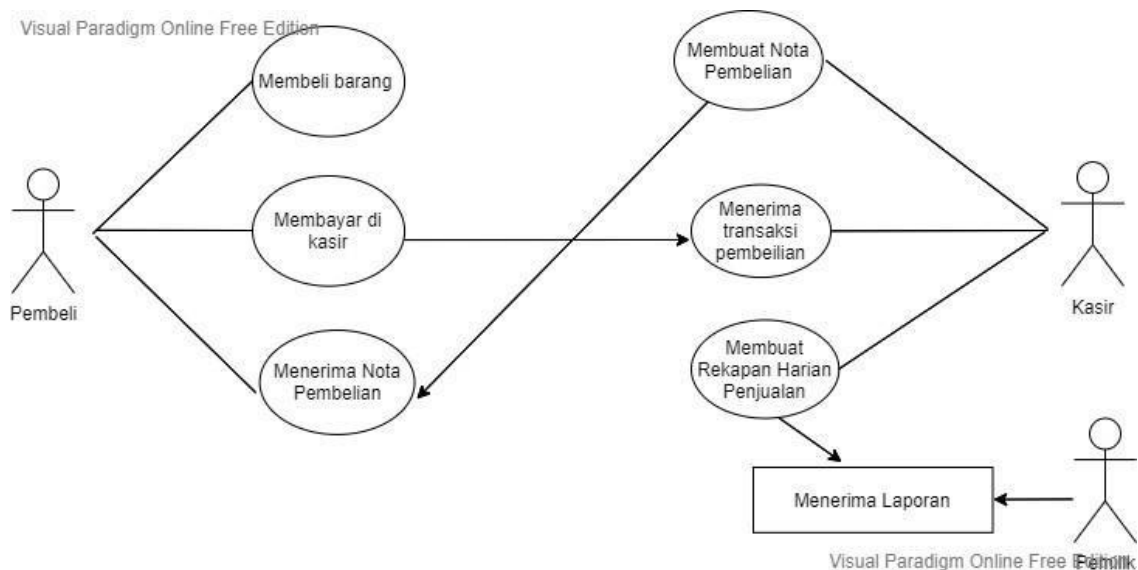 Visual Paradigm Online Free Edition
Membeli barang
Membuat Nota
Pembelian
Membayar di
kasir
Menerima
transaksi
pembeilian
Pembeli
Kasir
Menerima Nota
Pembelian
Membuat
Rekapan Harian
Penjualan
Menerima Laporan
Visual Paradigm Online Free Edition
Pemilik